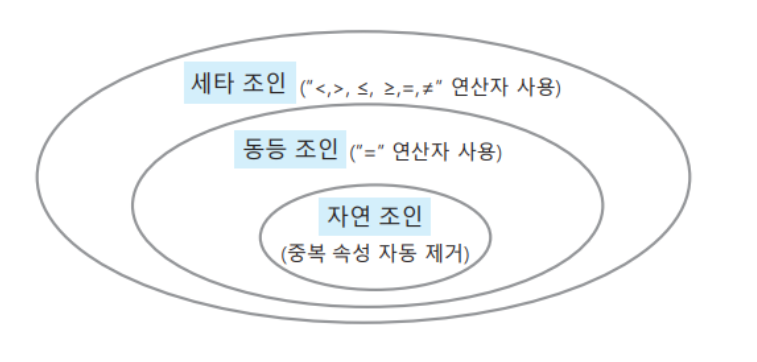 세타 조인 (″<,>, ≤, ≥,=,≠″ 연산자 사용)
동등 조인 (″=″ 연산자 사용)
자연 조인
(중복 속성 자동 제거)